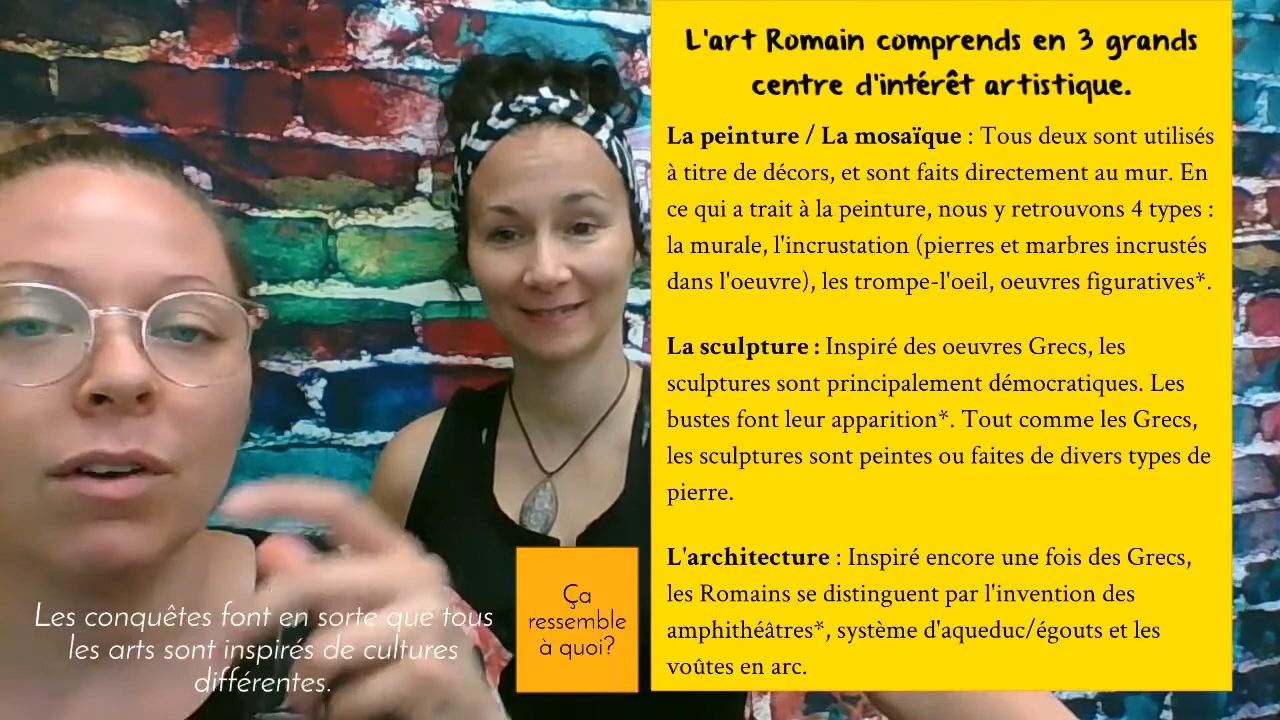 L'art Romain comprends en 3 grands
centre d'intérêt artistique.
La peinture / La mosaïque : Tous deux sont utilisés
à titre de décors, et sont faits directement au mur. En
ce qui a trait à la peinture, nous y retrouvons 4 types :
la murale, l'incrustation (pierres et marbres incrustés
dans l'oeuvre), les trompe-l'oeil, oeuvres figuratives*.
La sculpture : Inspiré des oeuvres Grecs, les
sculptures sont principalement démocratiques. Les
bustes font leur apparition*. Tout comme les Grecs,
les sculptures sont peintes ou faites de divers types de
pierre.
L'architecture : Inspiré encore une fois des Grecs,
les Romains se distinguent par l'invention des
amphithéâtres*, système d'aqueduc/égouts et les
voûtes en arc.
Ça
ressemble
à quoi?
Les conquêtes font en sorte que tous
les arts sont inspirés de cultures
différentes.